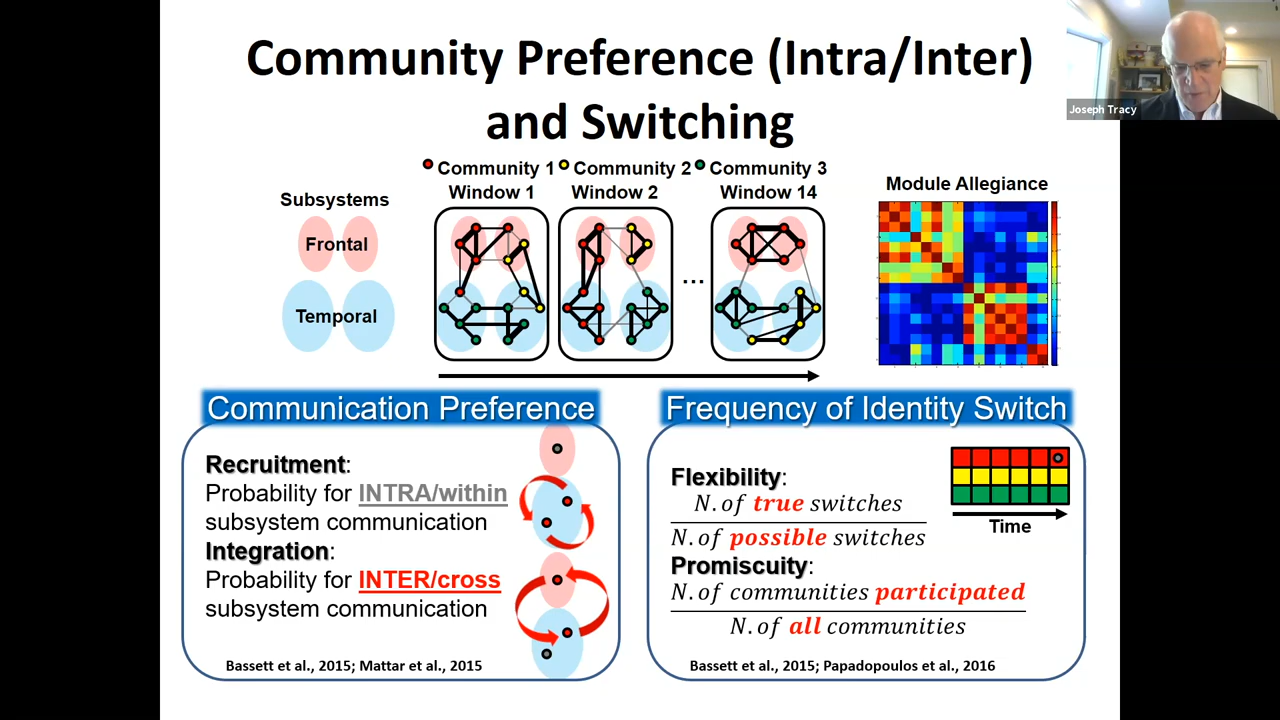 Community Preference (Intra/Inter)
and Switching
Joseph Tracy
Community 1 Community 2 Community 3
Window 1 Window 2 Window 14
Module Allegiance
Subsystems
Frontal
Temporal
...
Communication Preference
Recruitment:
Probability for INTRA/within
subsystem communication
Integration:
Probability for INTER/cross
subsystem communication
Bassett et al., 2015; Mattar et al., 2015
Frequency of Identity Switch
Flexibility:
N. of true switches
N. of possible switches
Time
Promiscuity:
N. of communities participated
N. of all communities
Bassett et al., 2015; Papadopoulos et al., 2016